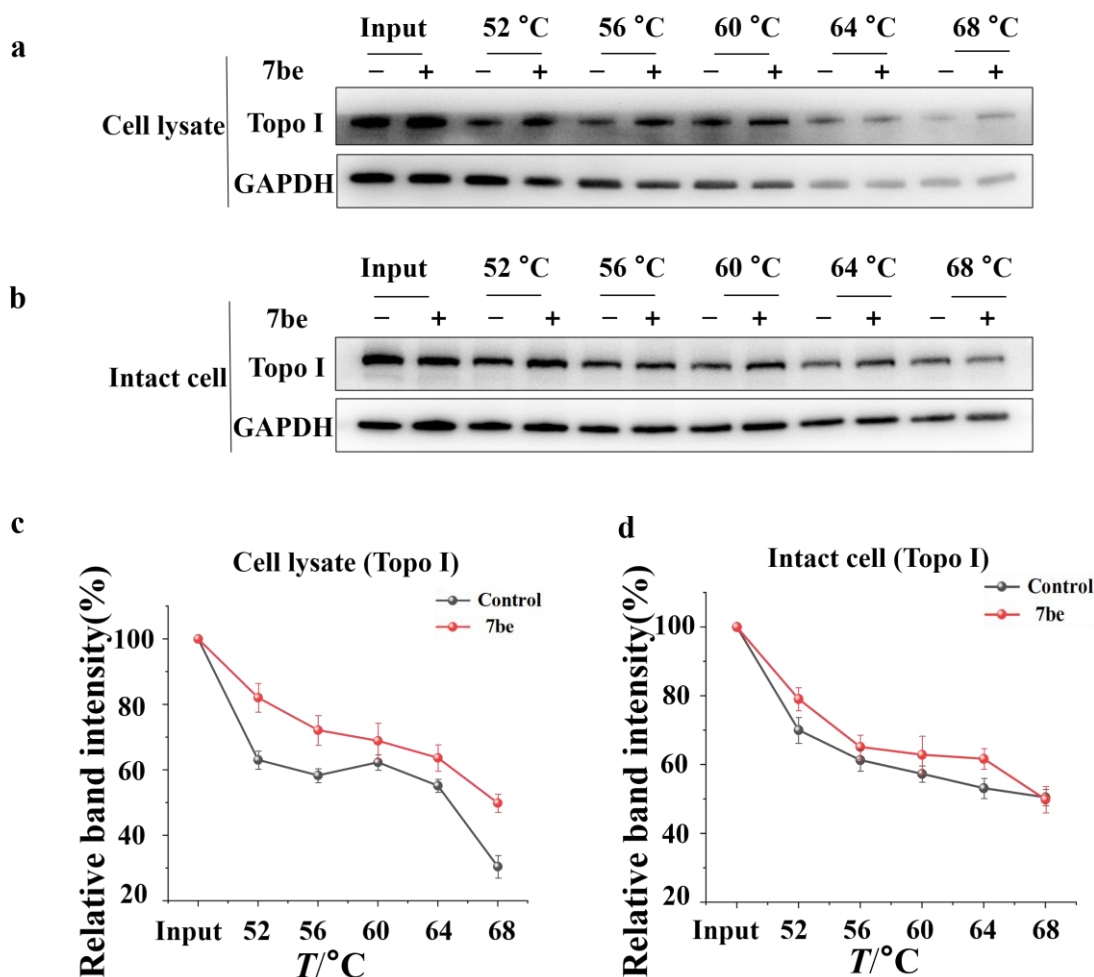 a
Input 52 °C 56 °C 60 °C 64 °C 68 °C
7be − + − + − + − + − + − +
Cell lysate
Topo I
GAPDH
b
Input 52 °C 56 °C 60 °C 64 °C 68 °C
7be − + − + − + − + − + − +
Intact cell
Topo I
GAPDH
c
Cell lysate (Topo I)
Control
7be
Relative band intensity(%)
100
80
60
40
20
Input 52 56 60 64 68
T/°C
d
Intact cell (Topo I)
Control
7be
Relative band intensity(%)
100
80
60
40
20
Input 52 56 60 64 68
T/°C